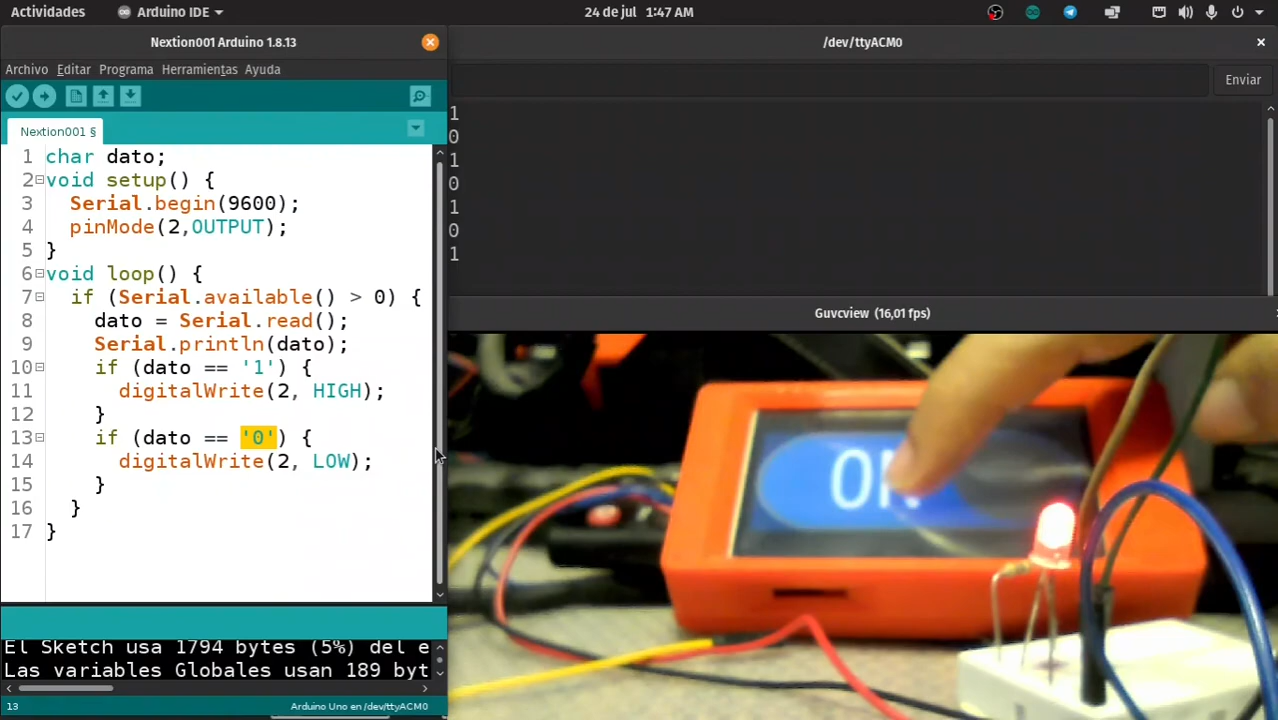 Actividades
Arduino IDE
24 de jul 1:47 AM
Nextion001 Arduino 1.8.13
Archivo Editar Programa Herramientas Ayuda
Nextion001 §
1 char dato;
2 void setup() {
3 Serial.begin(9600);
4 pinMode(2,OUTPUT);
5 }
6 void loop() {
7 if (Serial.available() > 0) {
8 dato = Serial.read();
9 Serial.println(dato);
10 if (dato == '1') {
11 digitalWrite(2, HIGH);
12 }
13 if (dato == '0') {
14 digitalWrite(2, LOW);
15 }
16 }
17 }
El Sketch usa 1794 bytes (5%) del e
Las variables Globales usan 189 byt
13
Arduino Uno en /dev/ttyACM0
/dev/ttyACM0
Enviar
1
0
1
0
1
0
1
Guvcview (16,01 fps)